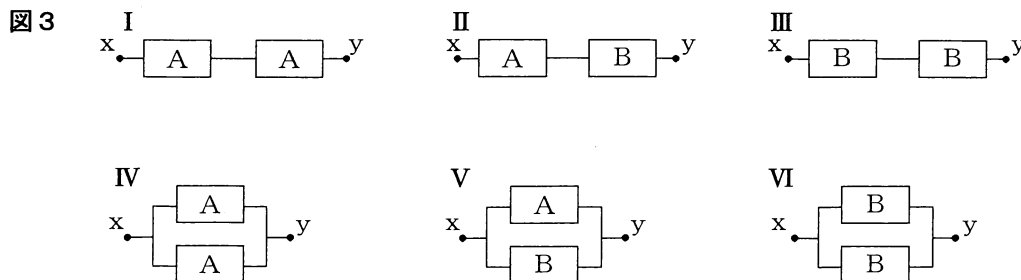 図3 I II III
x A A y x A B y x B B y
IV V VI
A A B
x y x y x y
A B B